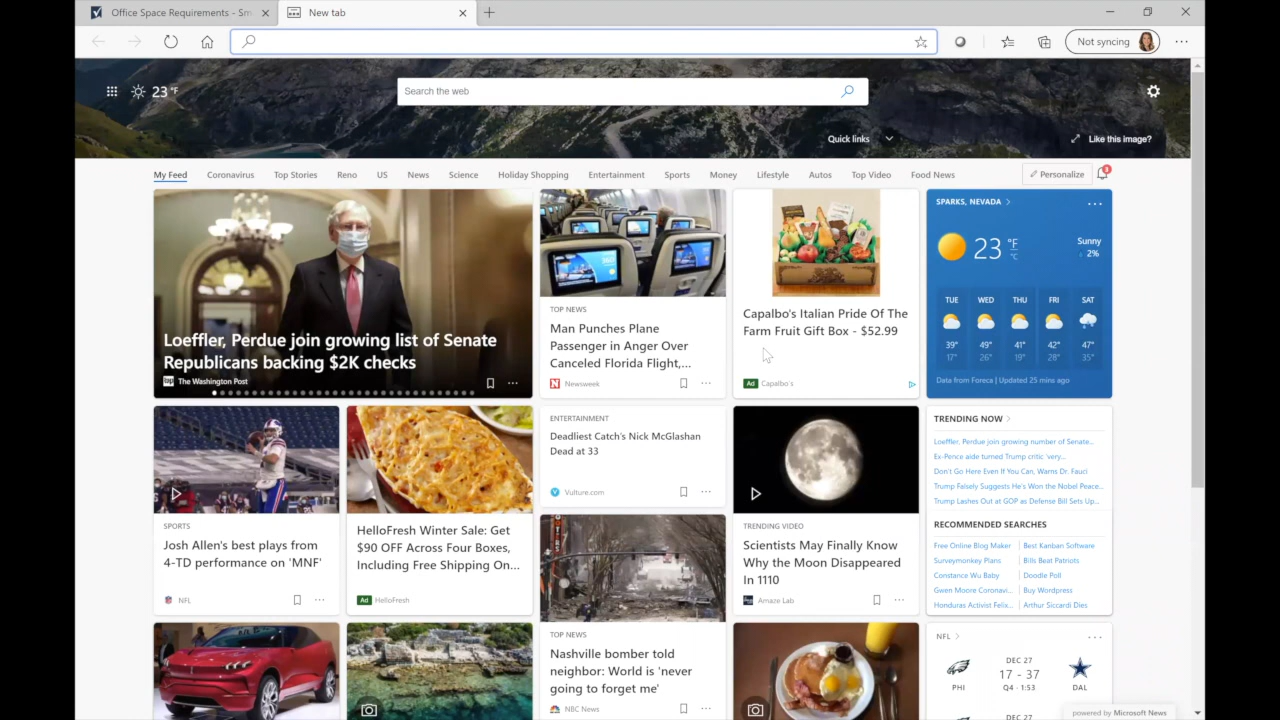 Office Space Requirements - Sm
New tab
Not syncing
23 °F
Search the web
Quick links
Like this image?
My Feed
Coronavirus
Top Stories
Reno
US
News
Science
Holiday Shopping
Entertainment
Sports
Money
Lifestyle
Autos
Top Video
Food News
Personalize
Loeffler, Perdue join growing list of Senate
Republicans backing $2K checks
The Washington Post
TOP NEWS
Man Punches Plane
Passenger in Anger Over
Canceled Florida Flight,...
Newsweek
Capalbo's Italian Pride Of The
Farm Fruit Gift Box - $52.99
Ad Capalbo's
SPARKS, NEVADA
23 °F
°C
Sunny
2%
TUE WED THU FRI SAT
39° 49° 41° 42° 47°
17° 26° 19° 28° 35°
Data from Foreca | Updated 25 mins ago
SPORTS
Josh Allen's best plays from
4-TD performance on 'MNF'
NFL
HelloFresh Winter Sale: Get
$90 OFF Across Four Boxes,
Including Free Shipping On...
Ad HelloFresh
ENTERTAINMENT
Deadliest Catch's Nick McGlashan
Dead at 33
Vulture.com
TOP NEWS
Nashville bomber told
neighbor: World is 'never
going to forget me'
NBC News
TRENDING VIDEO
Scientists May Finally Know
Why the Moon Disappeared
In 1110
Amaze Lab
TRENDING NOW
Loeffler, Perdue join growing number of Senate...
Ex-Pence aide turned Trump critic 'very...
Don't Go Here Even If You Can, Warns Dr. Fauci
Trump Falsely Suggests He's Won the Nobel Peace...
Trump Lashes Out at GOP as Defense Bill Sets Up...
RECOMMENDED SEARCHES
Free Online Blog Maker
Best Kanban Software
Surveymonkey Plans
Bills Beat Patriots
Constance Wu Baby
Doodle Poll
Gwen Moore Coronavi...
Buy Wordpress
Honduras Activist Felix...
Arthur Siccardi Dies
NFL
DEC 27
17 - 37
Q4 - 1:53
PHI
DAL
DEC 27
powered by Microsoft News